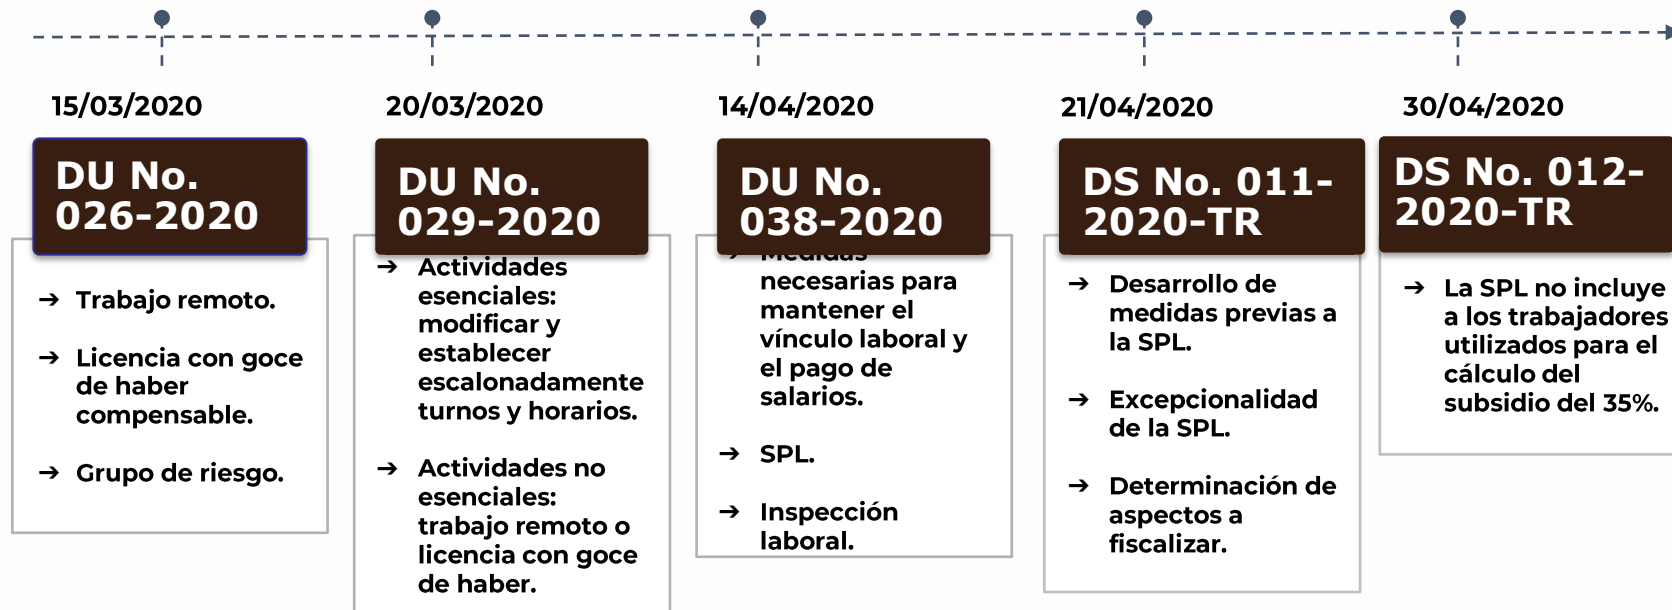 15/03/2020
DU No.
026-2020
➔ Trabajo remoto.
➔ Licencia con goce
de haber
compensable.
➔ Grupo de riesgo.
20/03/2020
DU No.
029-2020
➔ Actividades
esenciales:
modificar y
establecer
escalonadamente
turnos y horarios.
➔ Actividades no
esenciales:
trabajo remoto o
licencia con goce
de haber.
14/04/2020
DU No.
038-2020
➔ Medidas
necesarias para
mantener el
vínculo laboral y
el pago de
salarios.
➔ SPL.
➔ Inspección
laboral.
21/04/2020
DS No. 011-
2020-TR
➔ Desarrollo de
medidas previas a
la SPL.
➔ Excepcionalidad
de la SPL.
➔ Determinación de
aspectos a
fiscalizar.
30/04/2020
DS No. 012-
2020-TR
➔ La SPL no incluye
a los trabajadores
utilizados para el
cálculo del
subsidio del 35%.